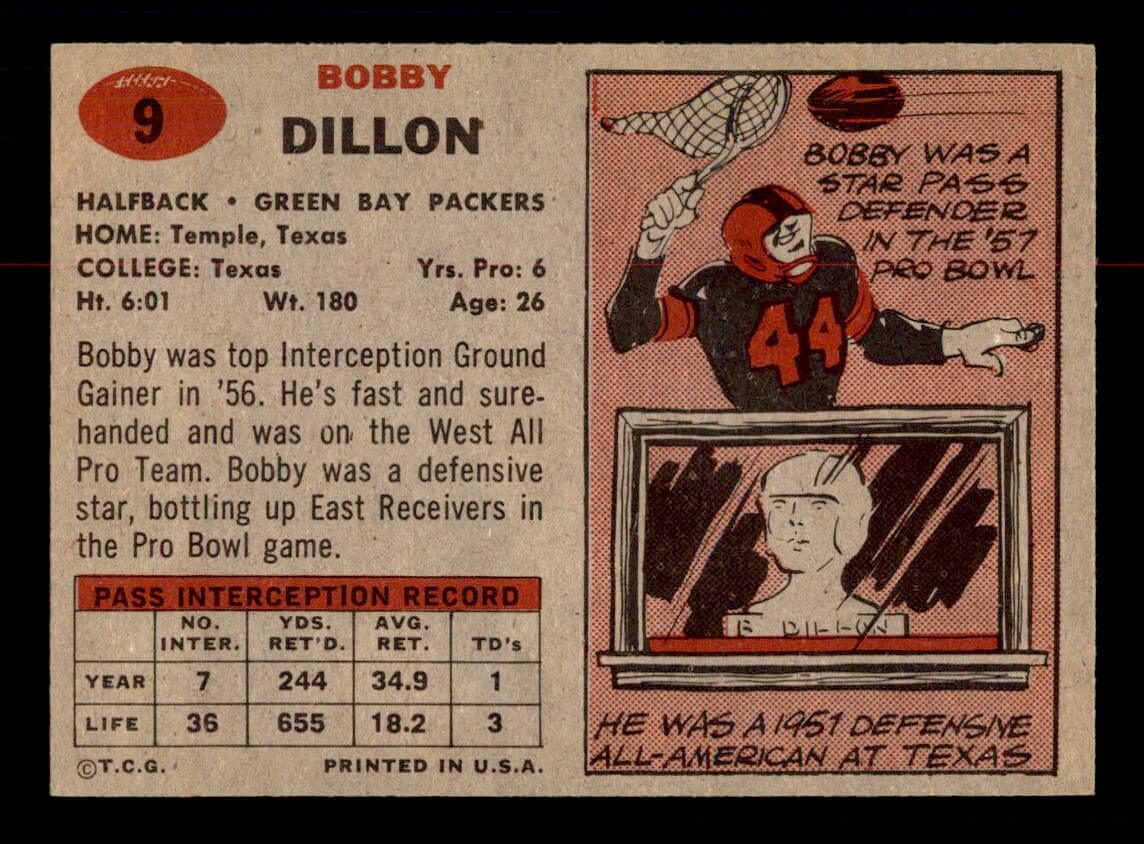 9
BOBBY
DILLON
HALFBACK • GREEN BAY PACKERS
HOME: Temple, Texas
COLLEGE: Texas Yrs. Pro: 6
Ht. 6:01 Wt. 180 Age: 26
Bobby was top Interception Ground
Gainer in '56. He's fast and sure-
handed and was on the West All
Pro Team. Bobby was a defensive
star, bottling up East Receivers in
the Pro Bowl game.
PASS INTERCEPTION RECORD
NO. INTER. YDS. RET'D. AVG. RET. TD's
YEAR 7 244 34.9 1
LIFE 36 655 18.2 3
©T.C.G. PRINTED IN U.S.A.
BOBBY WAS A
STAR PASS
DEFENDER
IN THE '57
PRO BOWL
44
B DILLON
HE WAS A 1951 DEFENSIVE
ALL-AMERICAN AT TEXAS